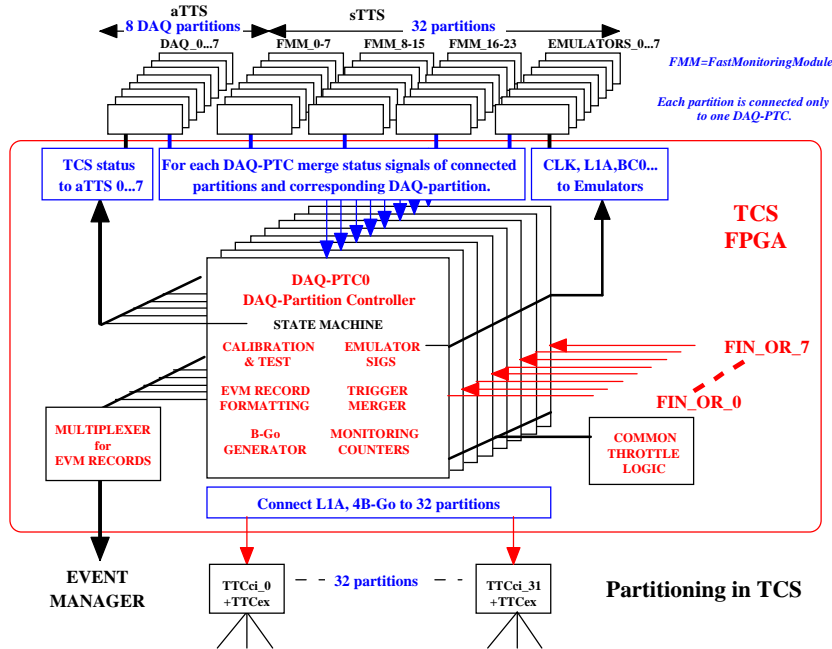 aTTS
sTTS
8 DAQ partitions
32 partitions
DAQ_0...7
FMM_0-7
FMM_8-15
FMM_16-23
EMULATORS_0...7
FMM=FastMonitoringModule
Each partition is connected only
to one DAQ-PTC.
TCS status
to aTTS 0...7
For each DAQ-PTC merge status signals of connected
partitions and corresponding DAQ-partition.
CLK, L1A,BC0...
to Emulators
TCS
FPGA
DAQ-PTC0
DAQ-Partition Controller
STATE MACHINE
CALIBRATION
& TEST
EMULATOR
SIGS
EVM RECORD
FORMATTING
TRIGGER
MERGER
B-Go
GENERATOR
MONITORING
COUNTERS
FIN_OR_7
FIN_OR_0
MULTIPLEXER
for
EVM RECORDS
COMMON
THROTTLE
LOGIC
Connect L1A, 4B-Go to 32 partitions
EVENT
MANAGER
TTCci_0
+TTCex
32 partitions
TTCci_31
+TTCex
Partitioning in TCS